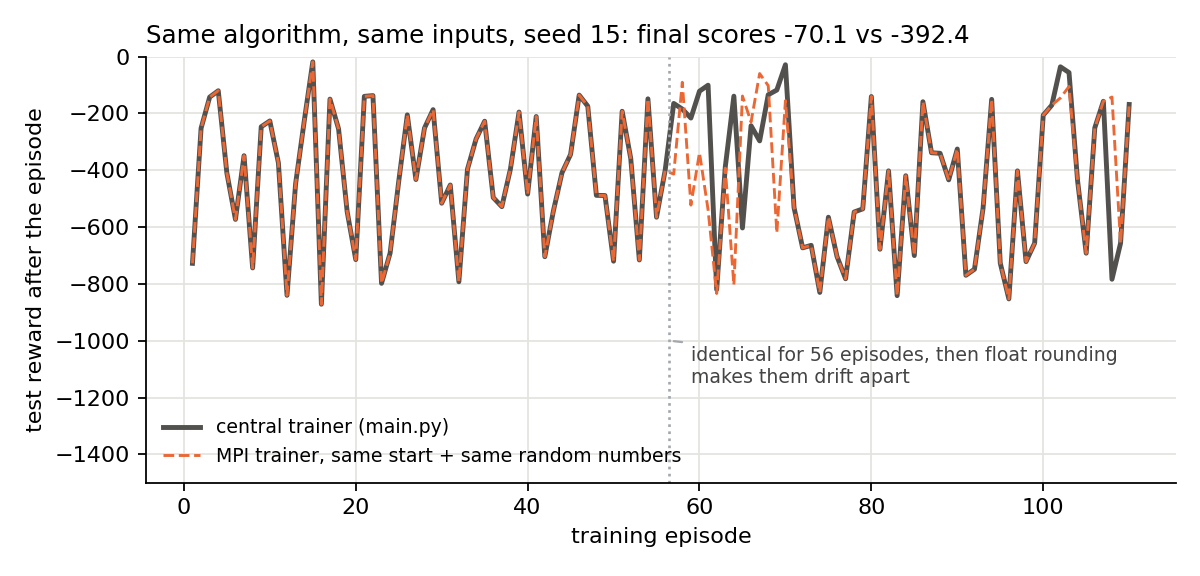 Same algorithm, same inputs, seed 15: final scores -70.1 vs -392.4
test reward after the episode
0
−200
−400
−600
−800
−1000
−1200
−1400
identical for 56 episodes, then float rounding
makes them drift apart
central trainer (main.py)
MPI trainer, same start + same random numbers
0
20
40
60
80
100
training episode